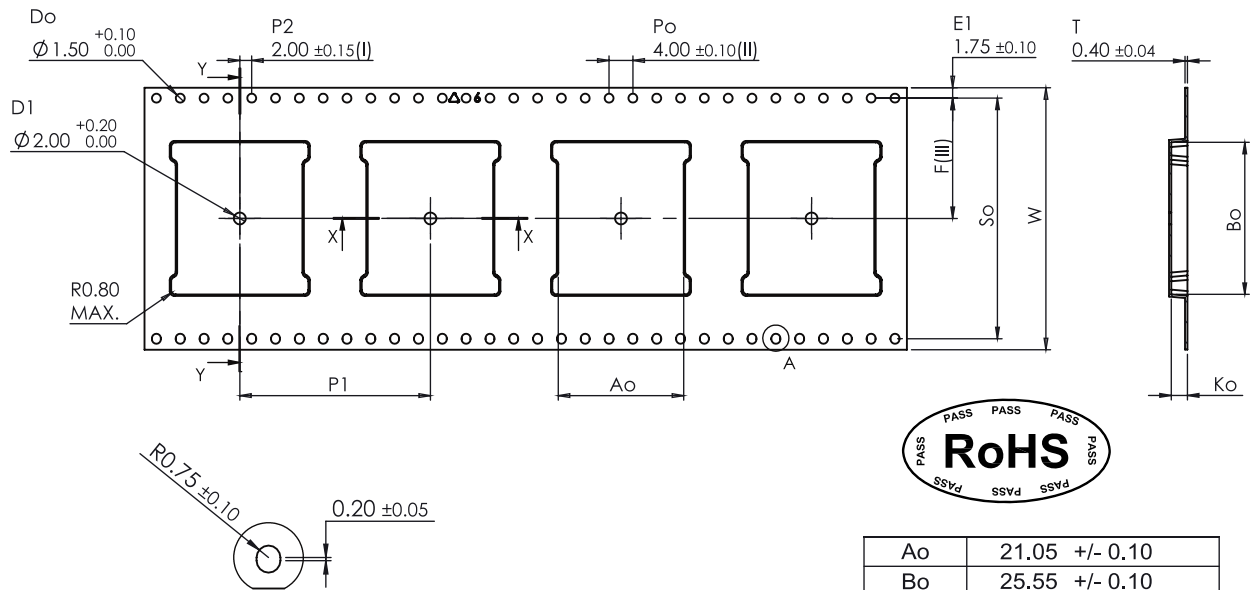 Do
Ø1.50 +0.10 0.00
P2
2.00 ±0.15(I)
Po
4.00 ±0.10(II)
E1
1.75 ±0.10
T
0.40 ±0.04
Y
D1
Ø2.00 +0.20 0.00
6
F(III)
So
W
Bo
X
X
R0.80
MAX.
Y
P1
Ao
A
Ko
PASS PASS PASS
PASS RoHS PASS
PASS PASS PASS
R0.75 ±0.10
0.20 ±0.05
Ao 21.05 +/- 0.10
Bo 25.55 +/- 0.10